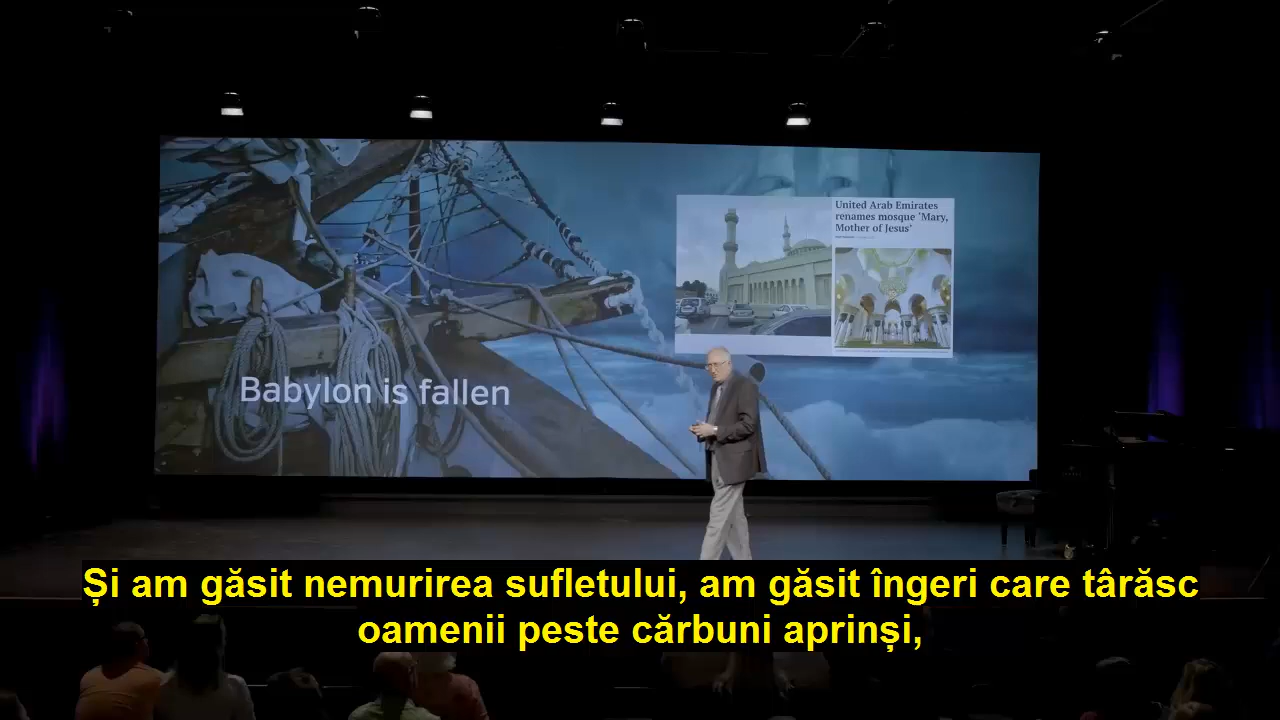 United Arab Emirates
renames mosque 'Mary,
Mother of Jesus'
Babylon is fallen
Și am găsit nemurirea sufletului, am găsit îngeri care târăsc
oamenii peste cărbuni aprinși,